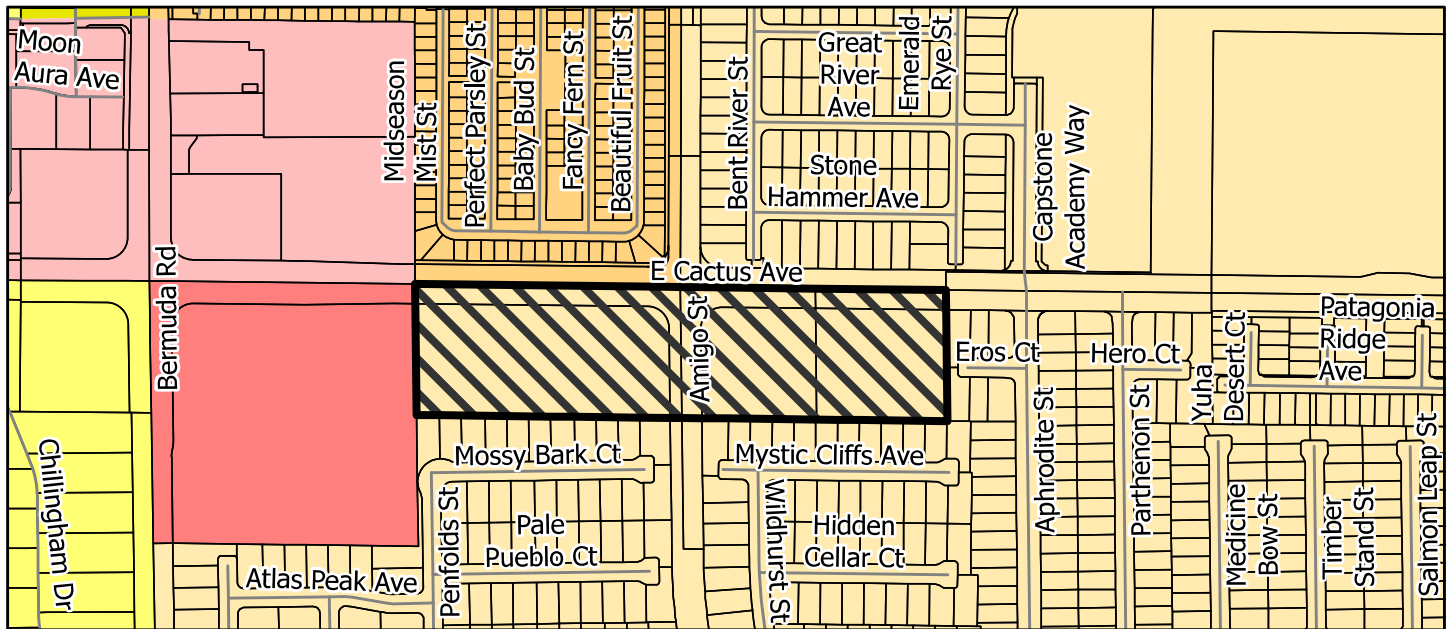 Moon
Aura Ave
Midseason
Mist St
Perfect Parsley St
Baby Bud St
Fancy Fern St
Beautiful Fruit St
Bent River St
Great
River
Ave
Emerald
Rye St
Stone
Hammer Ave
Capstone
Academy Way
Bermuda Rd
E Cactus Ave
Amigo St
Eros Ct
Hero Ct
Patagonia
Ridge
Ave
Yuha
Desert Ct
Chillingham Dr
Mossy Bark Ct
Mystic Cliffs Ave
Penfolds St
Pale
Pueblo Ct
Wildhurst St
Hidden
Cellar Ct
Atlas Peak Ave
Aphrodite St
Parthenon St
Medicine
Bow St
Timber
Stand St
Salmon Leap St